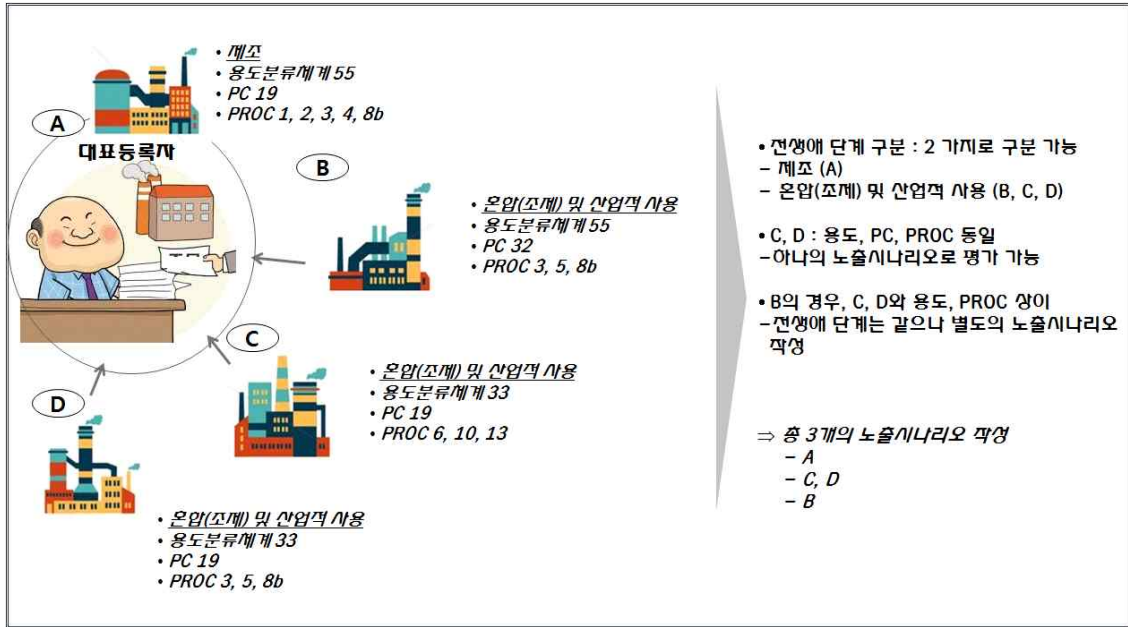 • 제조
• 용도분류체계 55
• PC 19
• PROC 1, 2, 3, 4, 8b
A
대표등록자
B
• 혼합(조제) 및 산업적 사용
• 용도분류체계 55
• PC 32
• PROC 3, 5, 8b
C
• 혼합(조제) 및 산업적 사용
• 용도분류체계 33
• PC 19
• PROC 6, 10, 13
D
• 혼합(조제) 및 산업적 사용
• 용도분류체계 33
• PC 19
• PROC 3, 5, 8b
• 전생애 단계 구분 : 2 가지로 구분 가능
– 제조 (A)
– 혼합(조제) 및 산업적 사용 (B, C, D)
• C, D : 용도, PC, PROC 동일
–아나의 노출시나리오로 평가 가능
• B의 경우, C, D와 용도, PROC 상이
– 전생애 단계는 같으나 별도의 노출시나리오
작성
⇒ 총 3개의 노출시나리오 작성
– A
– C, D
– B